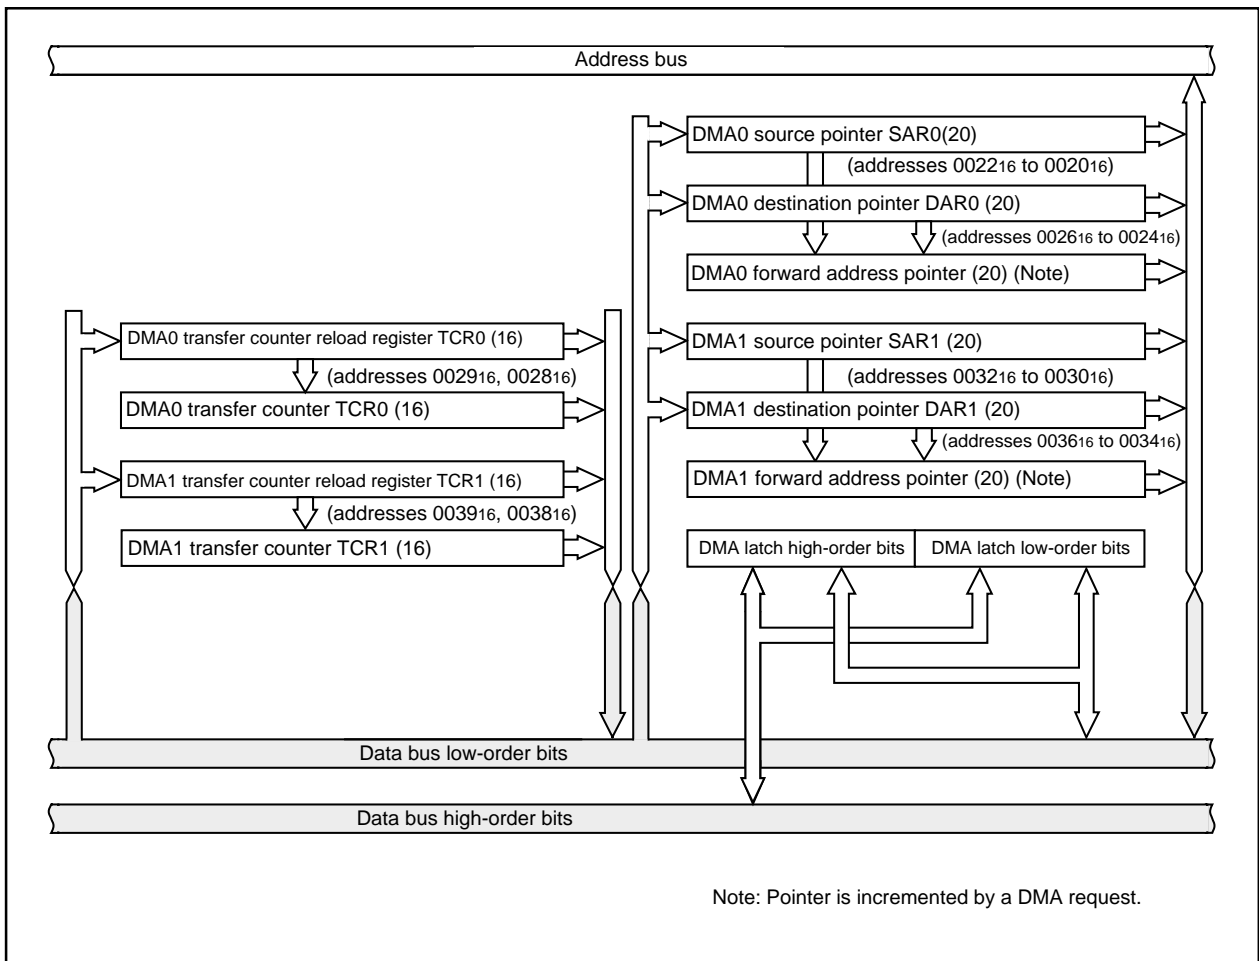 Address bus
DMA0 source pointer SAR0(20)
(addresses 002216 to 002016)
DMA0 destination pointer DAR0 (20)
(addresses 002616 to 002416)
DMA0 forward address pointer (20) (Note)
DMA0 transfer counter reload register TCR0 (16)
(addresses 002916, 002816)
DMA0 transfer counter TCR0 (16)
DMA1 transfer counter reload register TCR1 (16)
(addresses 003916, 003816)
DMA1 transfer counter TCR1 (16)
DMA1 source pointer SAR1 (20)
(addresses 003216 to 003016)
DMA1 destination pointer DAR1 (20)
(addresses 003616 to 003416)
DMA1 forward address pointer (20) (Note)
DMA latch high-order bits
DMA latch low-order bits
Data bus low-order bits
Data bus high-order bits
Note: Pointer is incremented by a DMA request.